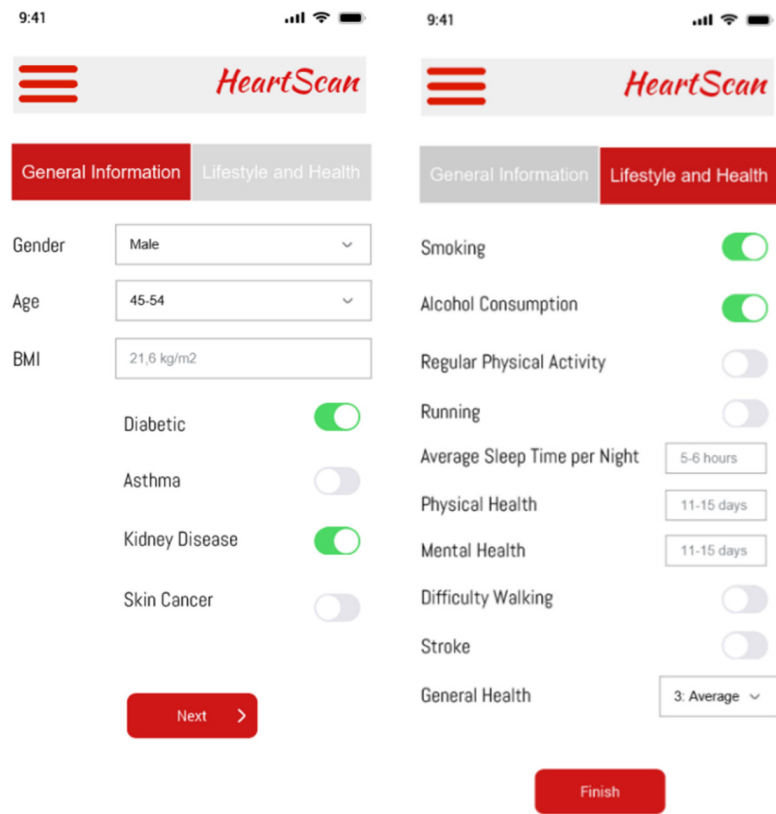 9:41
HeartScan
General Information
Lifestyle and Health
Gender
Male
Age
45-54
BMI
21,6 kg/m2
Diabetic
Asthma
Kidney Disease
Skin Cancer
Next
9:41
HeartScan
General Information
Lifestyle and Health
Smoking
Alcohol Consumption
Regular Physical Activity
Running
Average Sleep Time per Night
5-6 hours
Physical Health
11-15 days
Mental Health
11-15 days
Difficulty Walking
Stroke
General Health
3: Average
Finish